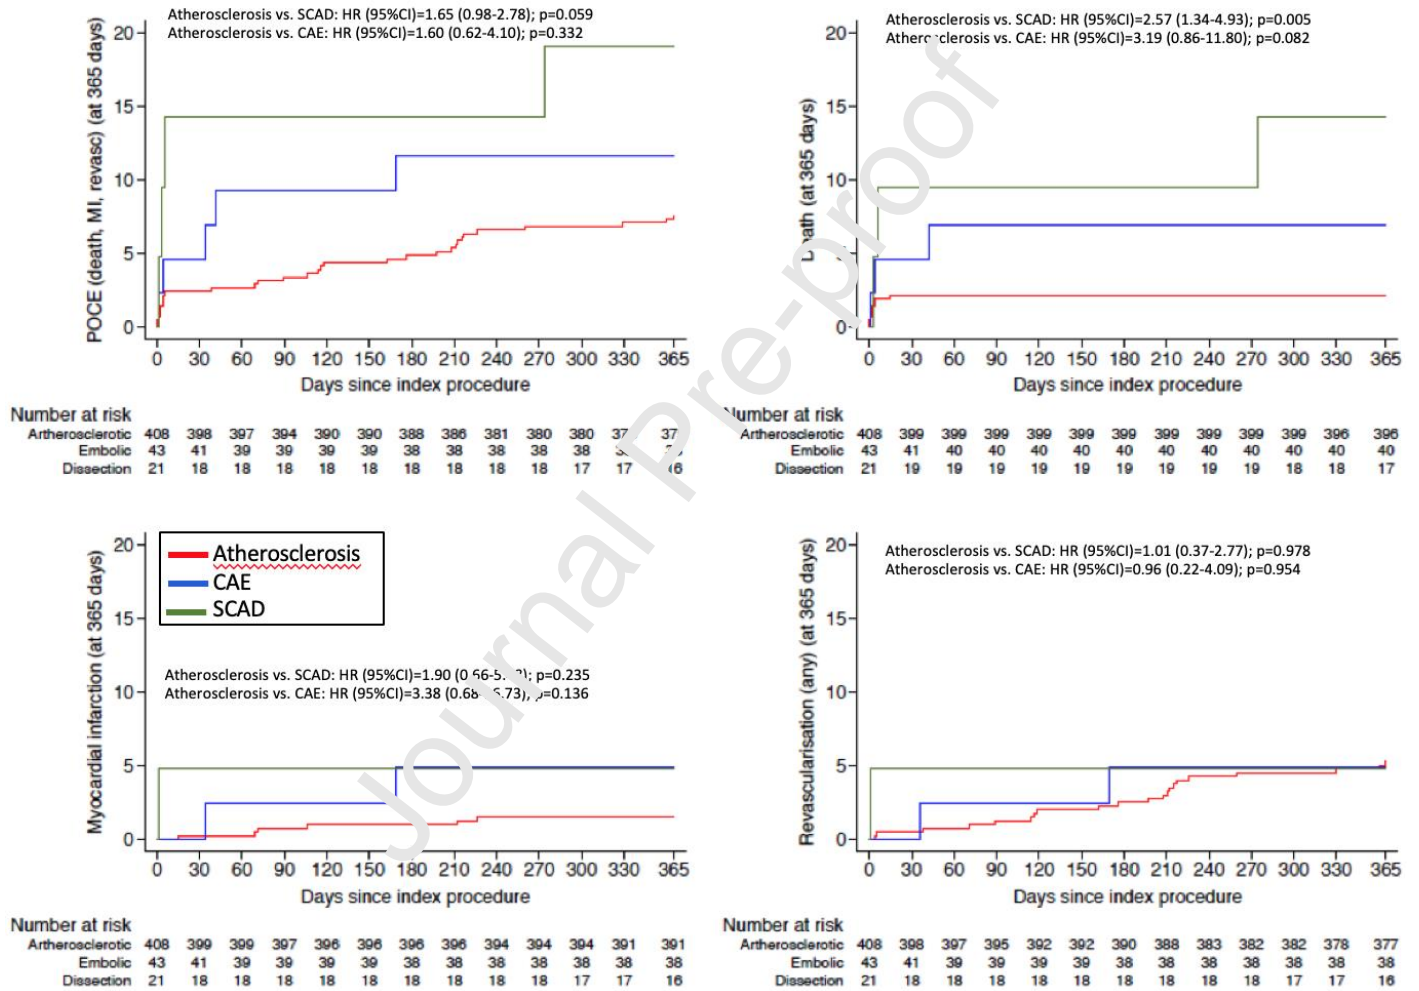 Atherosclerosis vs. SCAD: HR (95%CI)=1.65 (0.98-2.78); p=0.059
Atherosclerosis vs. CAE: HR (95%CI)=1.60 (0.62-4.10); p=0.332
POCE (death, MI, revasc) (at 365 days)
20
15
10
5
0
0 30 60 90 120 150 180 210 240 270 300 330 365
Days since index procedure
Number at risk
Artherosclerotic 408 398 397 394 390 390 388 386 381 380 380
Embolic 43 41 39 39 39 39 38 38 38 38 38
Dissection 21 18 18 18 18 18 18 18 18 18 17 17 16
Atherosclerosis vs. SCAD: HR (95%CI)=2.57 (1.34-4.93); p=0.005
Atherosclerosis vs. CAE: HR (95%CI)=3.19 (0.86-11.80); p=0.082
Death (at 365 days)
20
15
10
5
0
0 30 60 90 120 150 180 210 240 270 300 330 365
Days since index procedure
Number at risk
Artherosclerotic 408 399 399 399 399 399 399 399 399 399 399 396 396
Embolic 43 41 40 40 40 40 40 40 40 40 40 40 40
Dissection 21 19 19 19 19 19 19 19 19 19 18 18 17
Atherosclerosis
CAE
SCAD
Atherosclerosis vs. SCAD: HR (95%CI)=1.90 p=0.235
Atherosclerosis vs. CAE: HR (95%CI)=3.38 p=0.136
Myocardial infarction (at 365 days)
20
15
10
5
0
0 30 60 90 120 150 180 210 240 270 300 330 365
Days since index procedure
Number at risk
Artherosclerotic 408 399 399 397 396 396 396 396 394 394 394 391 391
Embolic 43 41 39 39 39 39 38 38 38 38 38 38 38
Dissection 21 18 18 18 18 18 18 18 18 18 17 17 16
Atherosclerosis vs. SCAD: HR (95%CI)=1.01 (0.37-2.77); p=0.978
Atherosclerosis vs. CAE: HR (95%CI)=0.96 (0.22-4.09); p=0.954
Revascularisation (any) (at 365 days)
20
15
10
5
0
0 30 60 90 120 150 180 210 240 270 300 330 365
Days since index procedure
Number at risk
Artherosclerotic 408 398 397 395 392 392 390 388 383 382 382 378 377
Embolic 43 41 39 39 39 39 38 38 38 38 38 38 38
Dissection 21 18 18 18 18 18 18 18 18 18 17 17 16
Journal Pre-proof